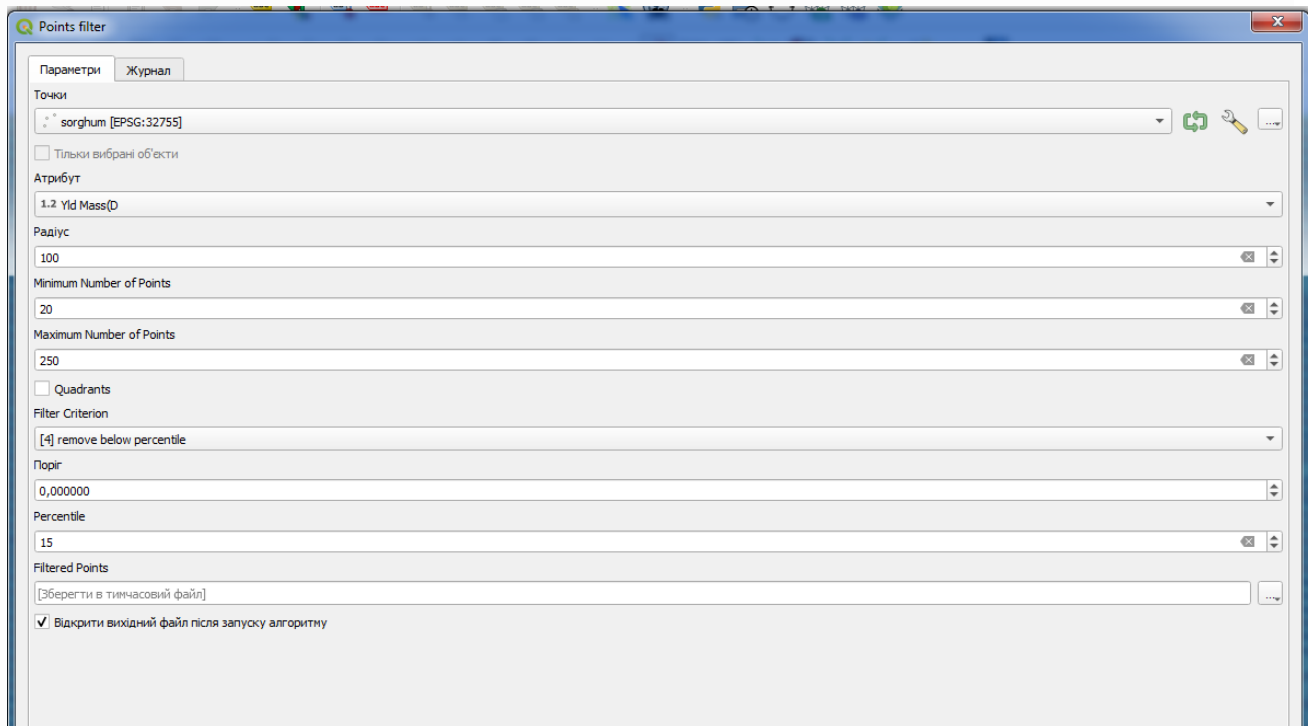 Points filter
Параметри Журнал
Точки
sorghum [EPSG:32755]
Тільки вибрані об'єкти
Атрибут
1.2 Yld Mass(D
Радіус
100
Minimum Number of Points
20
Maximum Number of Points
250
Quadrants
Filter Criterion
[4] remove below percentile
Поріг
0,000000
Percentile
15
Filtered Points
[Зберегти в тимчасовий файл]
Відкрити вихідний файл після запуску алгоритму